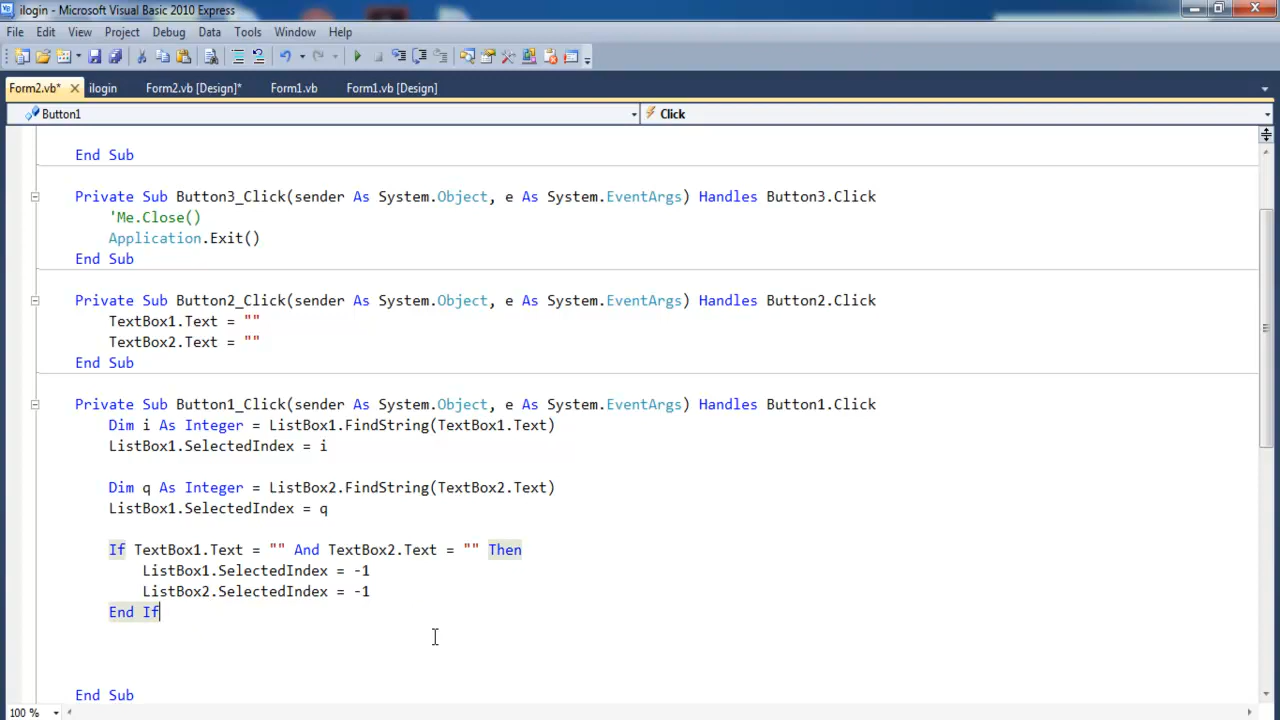 ilogin - Microsoft Visual Basic 2010 Express
File Edit View Project Debug Data Tools Window Help
Form2.vb* ilogin Form2.vb [Design]* Form1.vb Form1.vb [Design]
Button1 Click
End Sub
Private Sub Button3_Click(sender As System.Object, e As System.EventArgs) Handles Button3.Click
'Me.Close()
Application.Exit()
End Sub
Private Sub Button2_Click(sender As System.Object, e As System.EventArgs) Handles Button2.Click
TextBox1.Text = ""
TextBox2.Text = ""
End Sub
Private Sub Button1_Click(sender As System.Object, e As System.EventArgs) Handles Button1.Click
Dim i As Integer = ListBox1.FindString(TextBox1.Text)
ListBox1.SelectedIndex = i
Dim q As Integer = ListBox2.FindString(TextBox2.Text)
ListBox1.SelectedIndex = q
If TextBox1.Text = "" And TextBox2.Text = "" Then
ListBox1.SelectedIndex = -1
ListBox2.SelectedIndex = -1
End If
End Sub
100 %